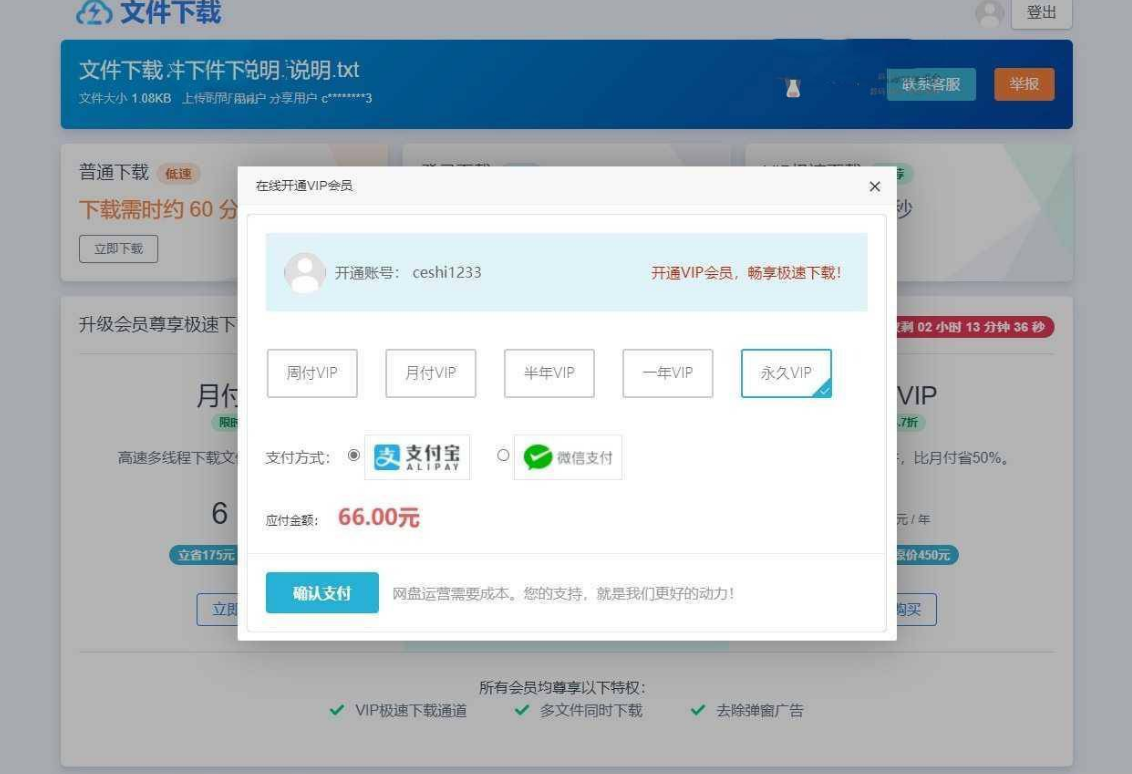 文件下载
登出
文件下载
说明.txt
文件大小 1.08KB
分享用户 c********3
联系客服
举报
普通下载 低速
下载需时约 60 分
秒
立即下载
在线开通VIP会员
开通账号： ceshi1233
开通VIP会员，畅享极速下载！
升级会员尊享极速下
剩 02 小时 13 分钟 36 秒
周付VIP
月付VIP
半年VIP
一年VIP
永久VIP
月付
VIP
限时
.7折
高速多线程下载文
，比月付省50%。
支付方式：
支付宝
ALIPAY
微信支付
6
元 / 年
应付金额： 66.00元
立省175元
原价450元
确认支付
网盘运营需要成本。您的支持，就是我们更好的动力！
立即
购买
所有会员均尊享以下特权：
VIP极速下载通道
多文件同时下载
去除弹窗广告